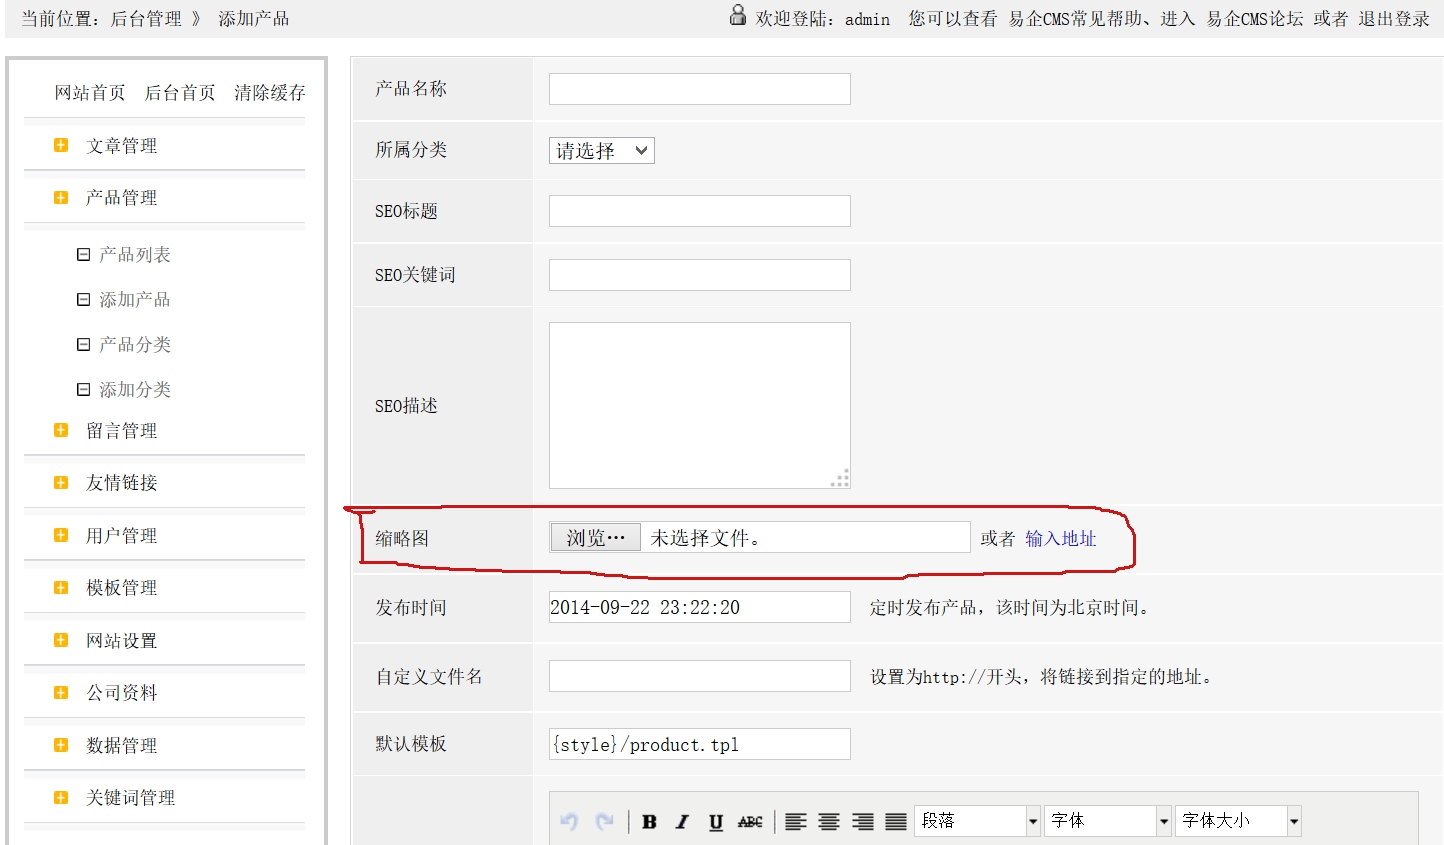 当前位置：后台管理 》 添加产品
欢迎登陆：admin 您可以查看 易企CMS常见帮助、进入 易企CMS论坛 或者 退出登录
网站首页 后台首页 清除缓存
文章管理
产品管理
产品列表
添加产品
产品分类
添加分类
留言管理
友情链接
用户管理
模板管理
网站设置
公司资料
数据管理
关键词管理
产品名称
所属分类 请选择
SEO标题
SEO关键词
SEO描述
缩略图 浏览… 未选择文件。 或者 输入地址
发布时间 2014-09-22 23:22:20 定时发布产品，该时间为北京时间。
自定义文件名 设置为http://开头，将链接到指定的地址。
默认模板 {style}/product.tpl
B I U ABC 段落 字体 字体大小